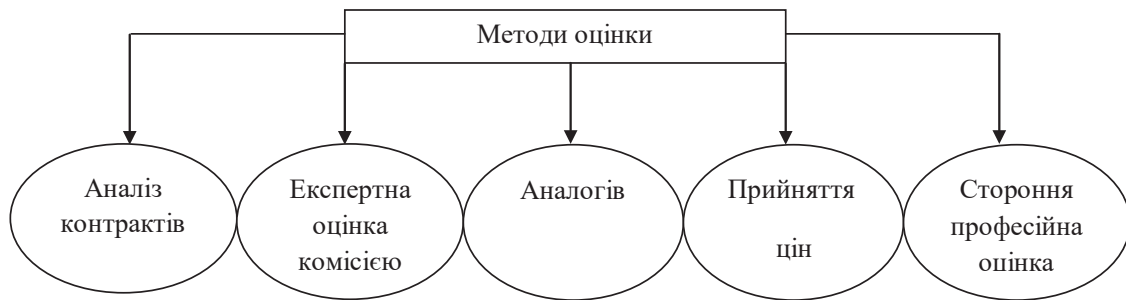 Методи оцінки
Аналіз
контрактів
Експертна
оцінка
комісією
Аналогів
Прийняття
цін
Стороння
професійна
оцінка